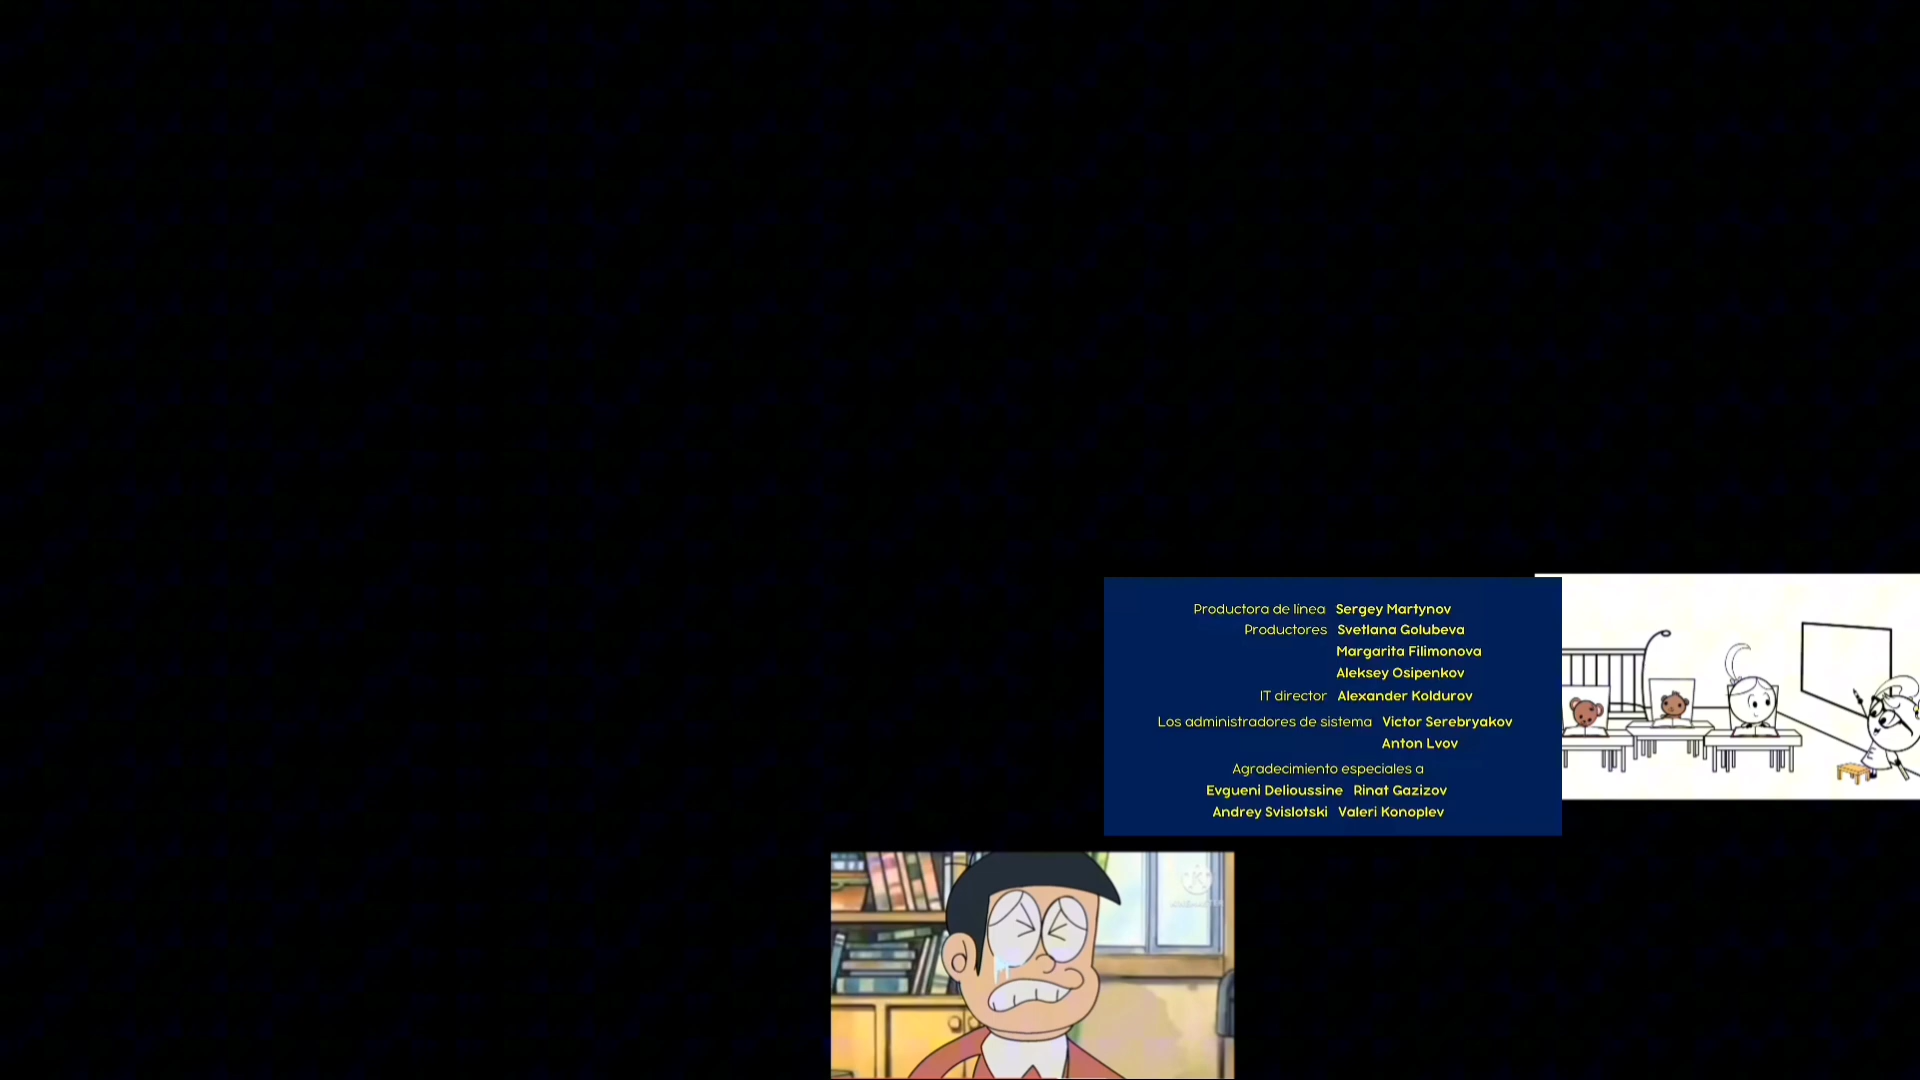 Productora de línea Sergey Martynov
Productores Svetlana Golubeva
Margarita Filimonova
Aleksey Osipenkov
IT director Alexander Koldurov
Los administradores de sistema Victor Serebryakov
Anton Lvov
Agradecimiento especiales a
Evgueni Delioussine Rinat Gazizov
Andrey Svislotski Valeri Konoplev